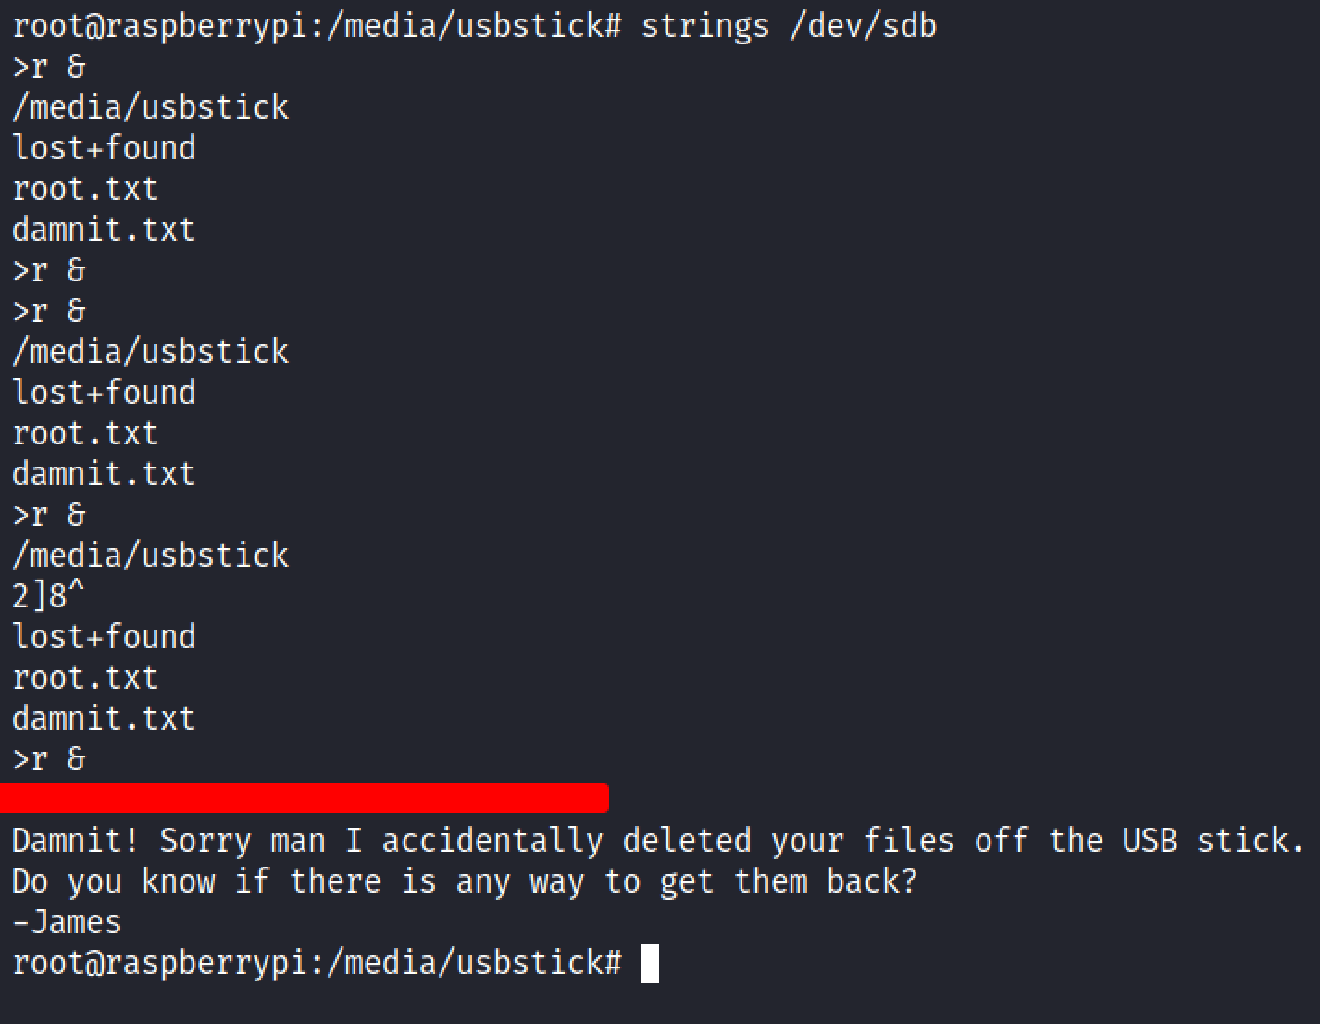 root@raspberrypi:/media/usbstick# strings /dev/sdb
>r &
/media/usbstick
lost+found
root.txt
damnit.txt
>r &
>r &
/media/usbstick
lost+found
root.txt
damnit.txt
>r &
/media/usbstick
2]8^
lost+found
root.txt
damnit.txt
>r &
Damnit! Sorry man I accidentally deleted your files off the USB stick.
Do you know if there is any way to get them back?
-James
root@raspberrypi:/media/usbstick#